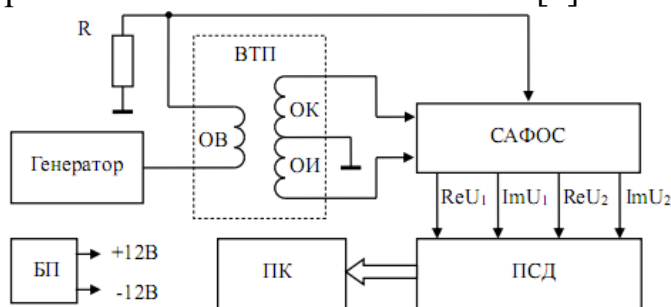 R
ВТП
ОВ
ОК
ОИ
САФОС
Генератор
ReU₁
ImU₁
ReU₂
ImU₂
БП
+12В
-12В
ПК
ПСД